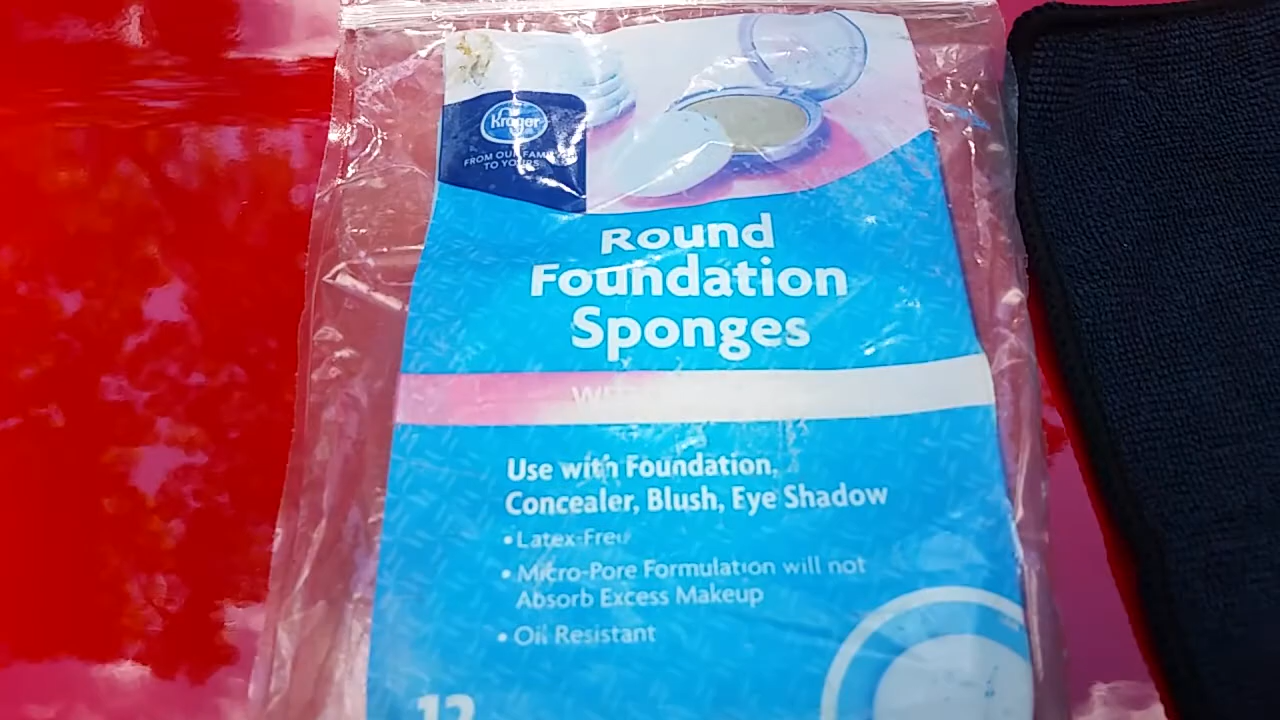 Kroger
FROM OUR FAMILY
TO YOURS
Round
Foundation
Sponges
Use with Foundation,
Concealer, Blush, Eye Shadow
• Latex-Free
• Micro-Pore Formulation will not
Absorb Excess Makeup
• Oil Resistant
12